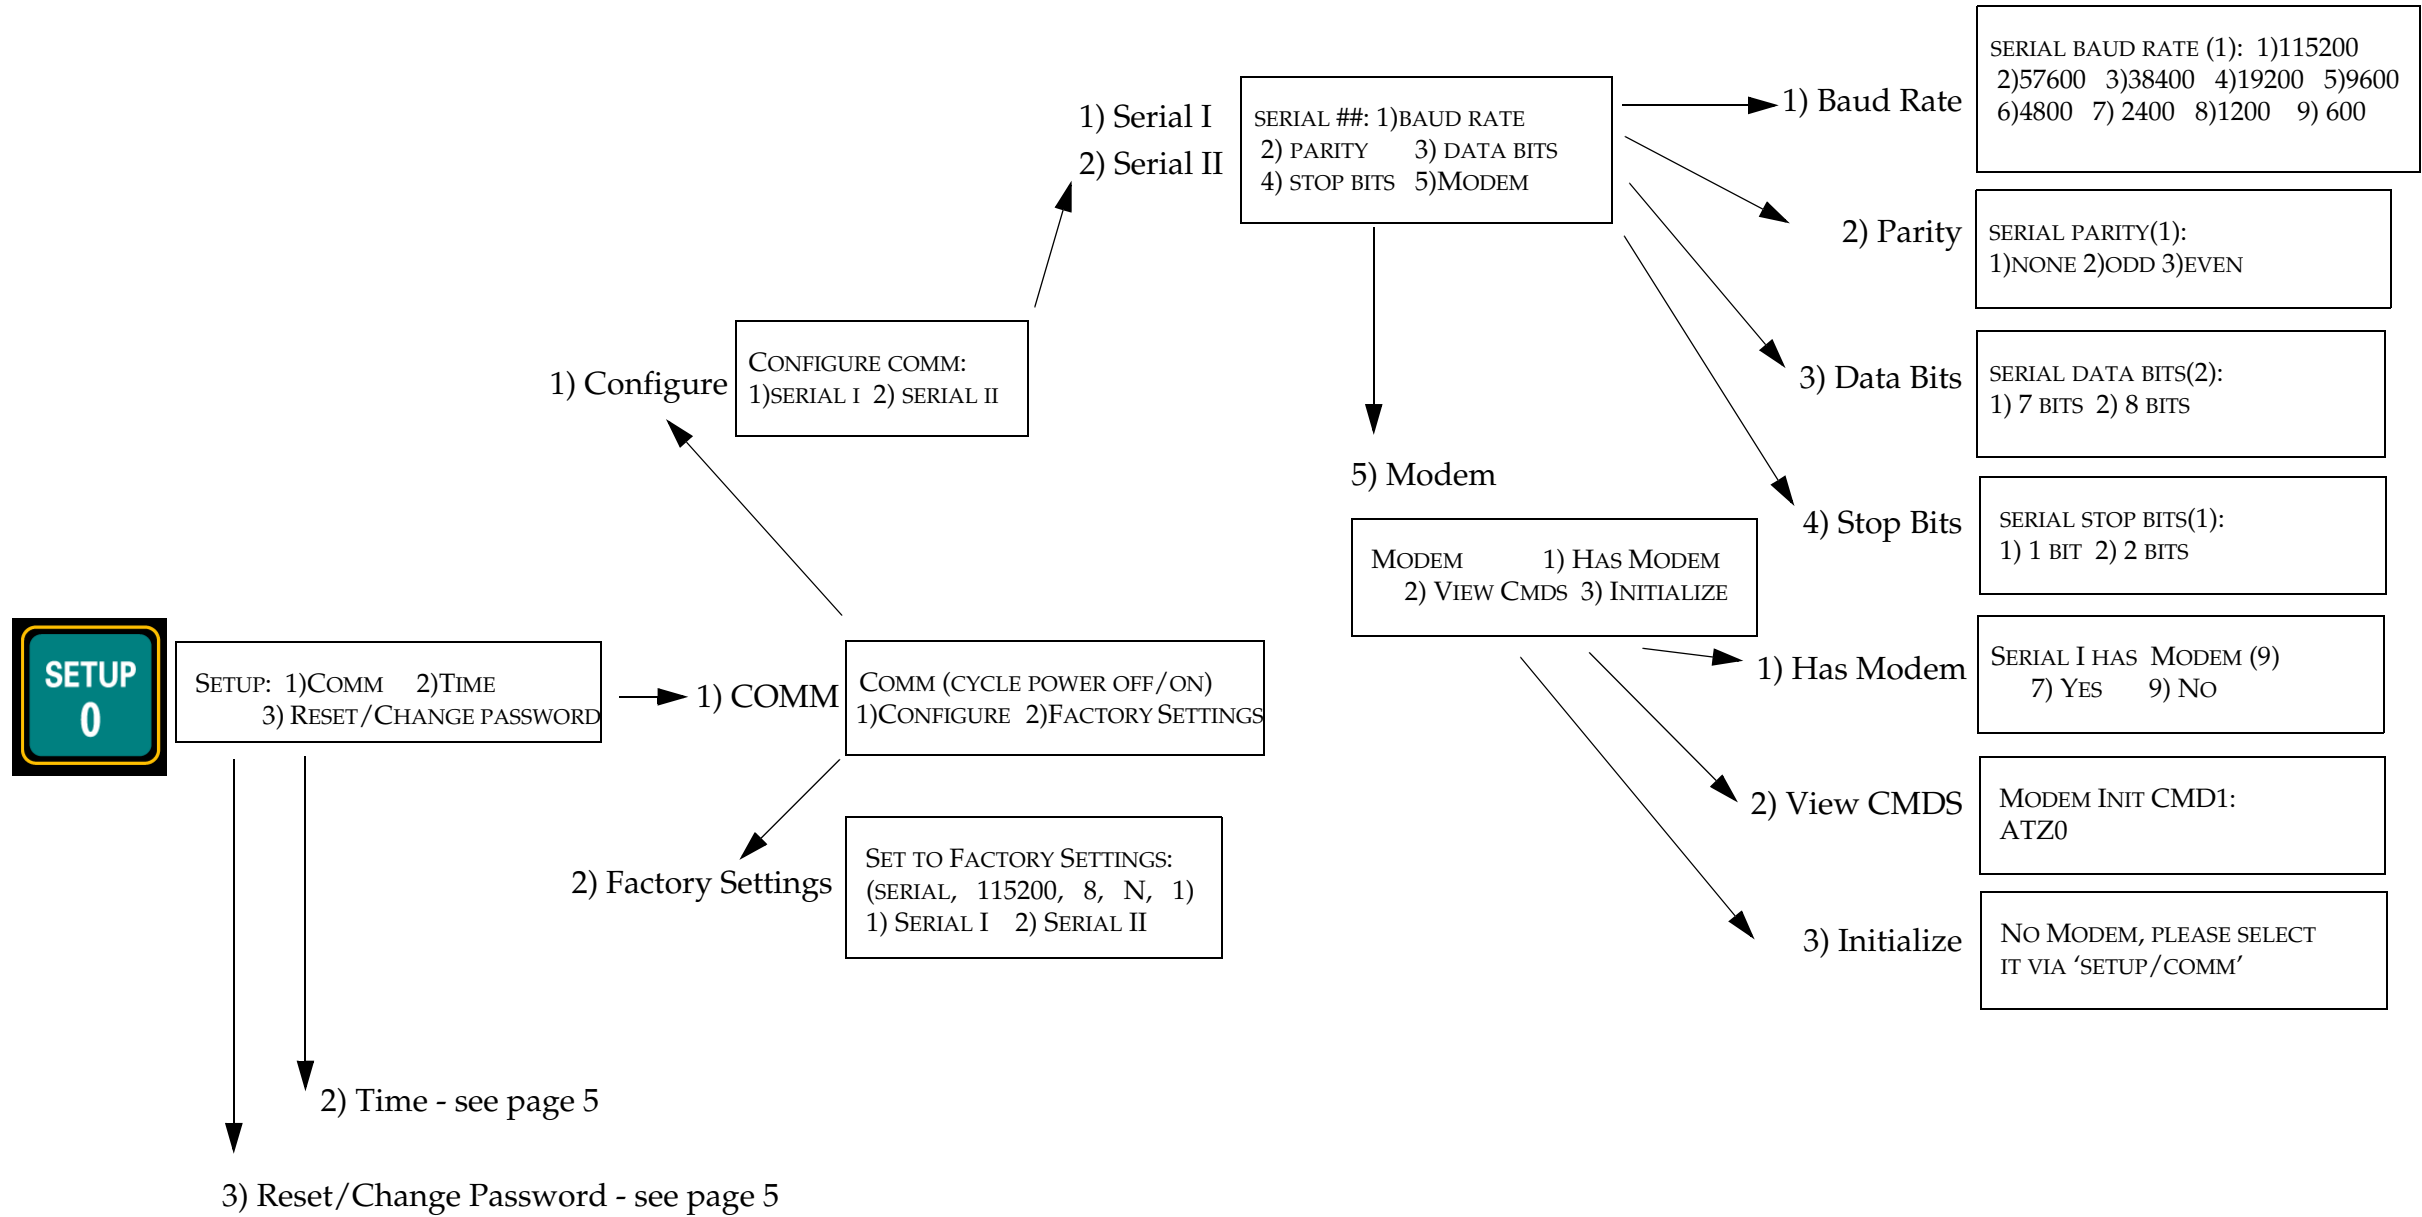 SERIAL BAUD RATE (1): 1)115200
2)57600 3)38400 4)19200 5)9600
6)4800 7) 2400 8)1200 9) 600
1) Baud Rate
1) Serial I
2) Serial II
SERIAL ##: 1)BAUD RATE
2) PARITY 3) DATA BITS
4) STOP BITS 5)MODEM
2) Parity
SERIAL PARITY(1):
1)NONE 2)ODD 3)EVEN
1) Configure
CONFIGURE COMM:
1)SERIAL I 2) SERIAL II
3) Data Bits
SERIAL DATA BITS(2):
1) 7 BITS 2) 8 BITS
5) Modem
4) Stop Bits
SERIAL STOP BITS(1):
1) 1 BIT 2) 2 BITS
MODEM 1) HAS MODEM
2) VIEW CMDS 3) INITIALIZE
SETUP
0
SETUP: 1)COMM 2)TIME
3) RESET/CHANGE PASSWORD
1) COMM
COMM (CYCLE POWER OFF/ON)
1)CONFIGURE 2)FACTORY SETTINGS
1) Has Modem
SERIAL I HAS MODEM (9)
7) YES 9) NO
2) View CMDS
MODEM INIT CMD1:
ATZ0
2) Factory Settings
SET TO FACTORY SETTINGS:
(SERIAL, 115200, 8, N, 1)
1) SERIAL I 2) SERIAL II
3) Initialize
NO MODEM, PLEASE SELECT
IT VIA ‘SETUP/COMM’
2) Time - see page 5
3) Reset/Change Password - see page 5